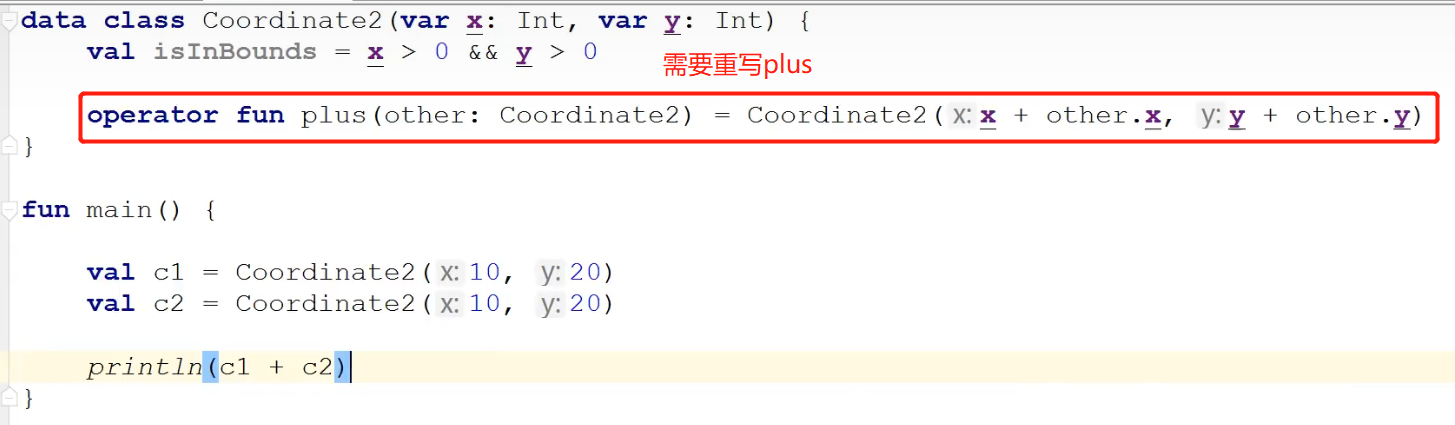 data class Coordinate2(var x: Int, var y: Int) {
    val isInBounds = x > 0 && y > 0
需要重写plus
    operator fun plus(other: Coordinate2) = Coordinate2( x: x + other.x, y: y + other.y)
}
fun main() {
    val c1 = Coordinate2( x: 10, y: 20)
    val c2 = Coordinate2( x: 10, y: 20)
    println(c1 + c2)
}